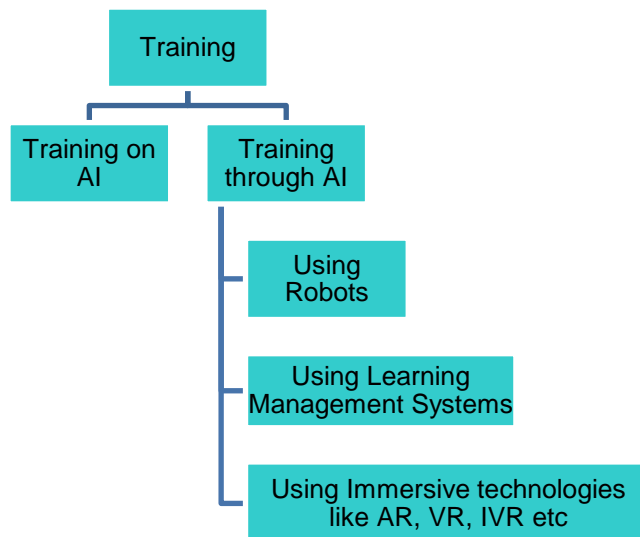 Training
Training on
AI
Training
through AI
Using
Robots
Using Learning
Management Systems
Using Immersive technologies
like AR, VR, IVR etc